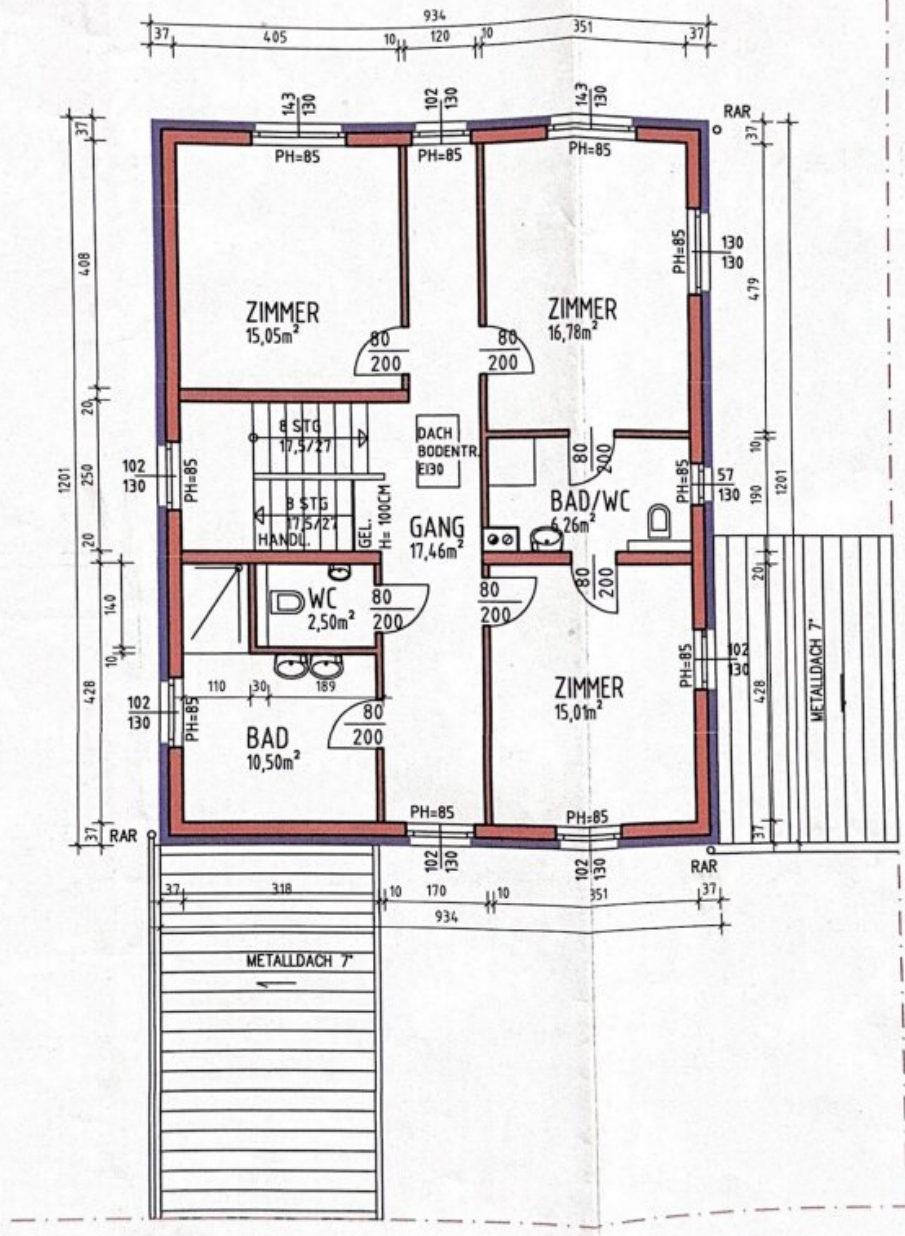 934
37 405 10 120 10 351 37
143
130
102
130
143
130
RAR
PH=85
PH=85
PH=85
37
37
408
479
PH=85
130
130
ZIMMER
15,05m²
ZIMMER
16,78m²
80
200
80
200
20
8 STG
17,5/27
DACH
BODENTR.
EI30
80
200
10
1201
250
102
130
PH=85
BAD/WC
6,26m²
PH=85
57
130
190
1201
8 STG
17,5/27
HANDL.
GEL.
H= 100CM
GANG
17,46m²
20
20
140
WC
2,50m²
80
200
80
200
80
200
10
110 30 189
428
102
130
PH=85
BAD
10,50m²
80
200
ZIMMER
15,01m²
PH=85
102
130
428
METALLDACH 7°
PH=85
PH=85
37
RAR
37
102
130
102
130
RAR
37 318 10 170 10 351 37
934
METALLDACH 7°